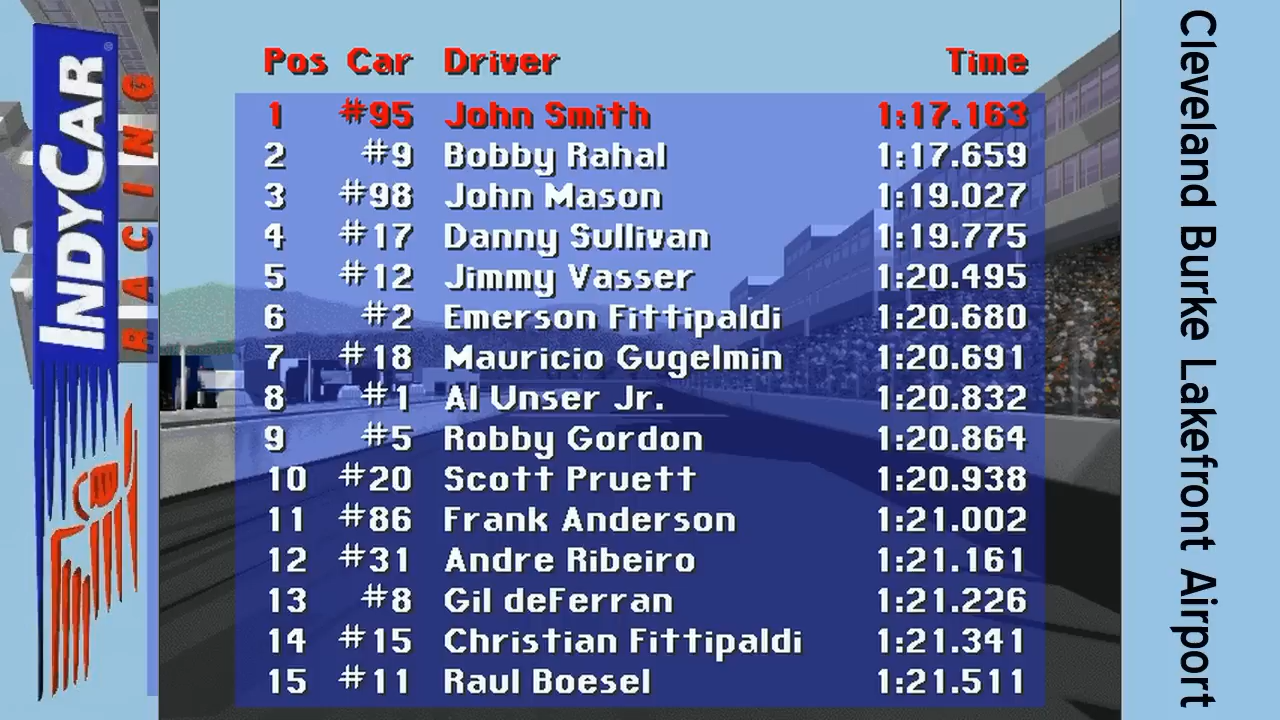 INDYCAR®
RACING
Pos Car Driver Time
1 #95 John Smith 1:17.163
2 #9 Bobby Rahal 1:17.659
3 #98 John Mason 1:19.027
4 #17 Danny Sullivan 1:19.775
5 #12 Jimmy Vasser 1:20.495
6 #2 Emerson Fittipaldi 1:20.680
7 #18 Mauricio Gugelmin 1:20.691
8 #1 Al Unser Jr. 1:20.832
9 #5 Robby Gordon 1:20.864
10 #20 Scott Pruett 1:20.938
11 #86 Frank Anderson 1:21.002
12 #31 Andre Ribeiro 1:21.161
13 #8 Gil deFerran 1:21.226
14 #15 Christian Fittipaldi 1:21.341
15 #11 Raul Boesel 1:21.511
Cleveland Burke Lakefront Airport